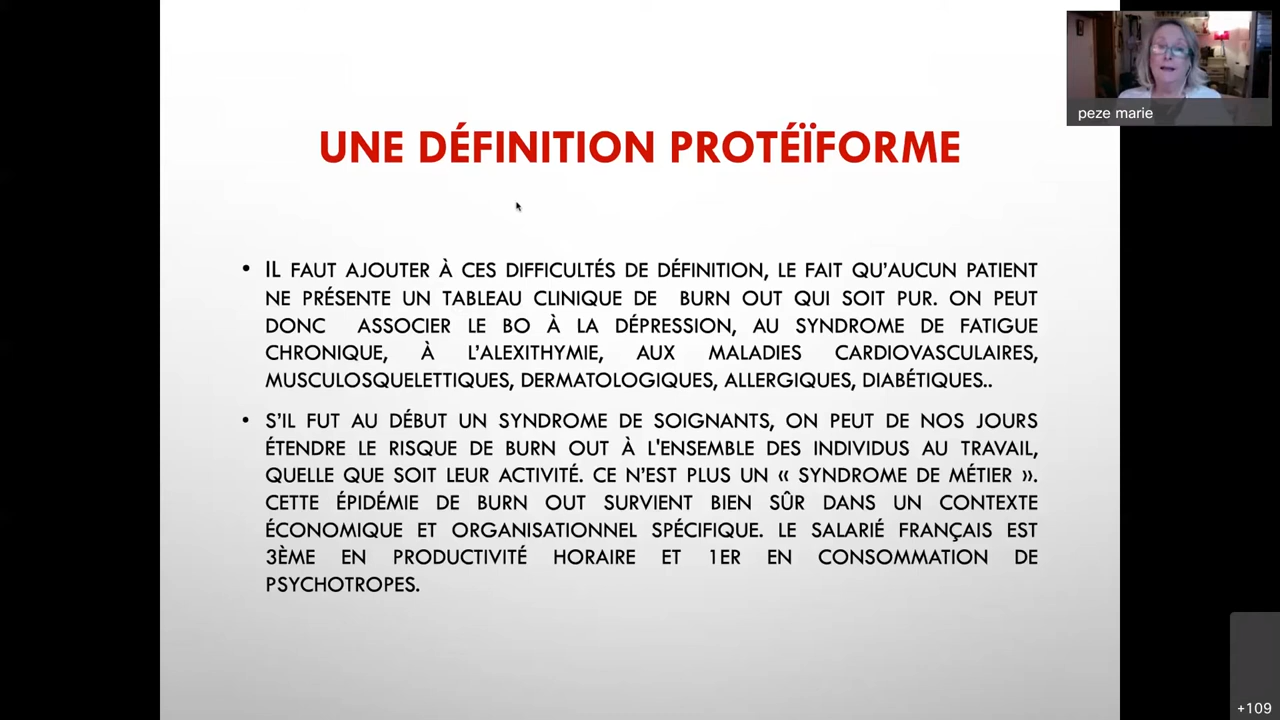 peze marie
UNE DÉFINITION PROTÉÏFORME
• IL FAUT AJOUTER À CES DIFFICULTÉS DE DÉFINITION, LE FAIT QU'AUCUN PATIENT
NE PRÉSENTE UN TABLEAU CLINIQUE DE BURN OUT QUI SOIT PUR. ON PEUT
DONC ASSOCIER LE BO À LA DÉPRESSION, AU SYNDROME DE FATIGUE
CHRONIQUE, À L'ALEXITHYMIE, AUX MALADIES CARDIOVASCULAIRES,
MUSCULOSQUELETTIQUES, DERMATOLOGIQUES, ALLERGIQUES, DIABÉTIQUES..
• S'IL FUT AU DÉBUT UN SYNDROME DE SOIGNANTS, ON PEUT DE NOS JOURS
ÉTENDRE LE RISQUE DE BURN OUT À L'ENSEMBLE DES INDIVIDUS AU TRAVAIL,
QUELLE QUE SOIT LEUR ACTIVITÉ. CE N'EST PLUS UN « SYNDROME DE MÉTIER ».
CETTE ÉPIDÉMIE DE BURN OUT SURVIENT BIEN SÛR DANS UN CONTEXTE
ÉCONOMIQUE ET ORGANISATIONNEL SPÉCIFIQUE. LE SALARIÉ FRANÇAIS EST
3ÈME EN PRODUCTIVITÉ HORAIRE ET 1ER EN CONSOMMATION DE
PSYCHOTROPES.
+109